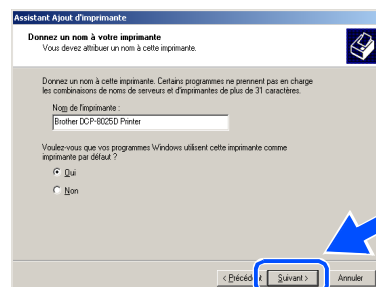 Assistant Ajout d'imprimante
Donnez un nom à votre imprimante
Vous devez attribuer un nom à cette imprimante.
Donnez un nom à cette imprimante. Certains programmes ne prennent pas en charge
les combinaisons de noms de serveurs et d'imprimantes de plus de 31 caractères.
Nom de l'imprimante :
Brother DCP-8025D Printer
Voulez-vous que vos programmes Windows utilisent cette imprimante comme
imprimante par défaut ?
Oui
Non
< Précédent Suivant > Annuler